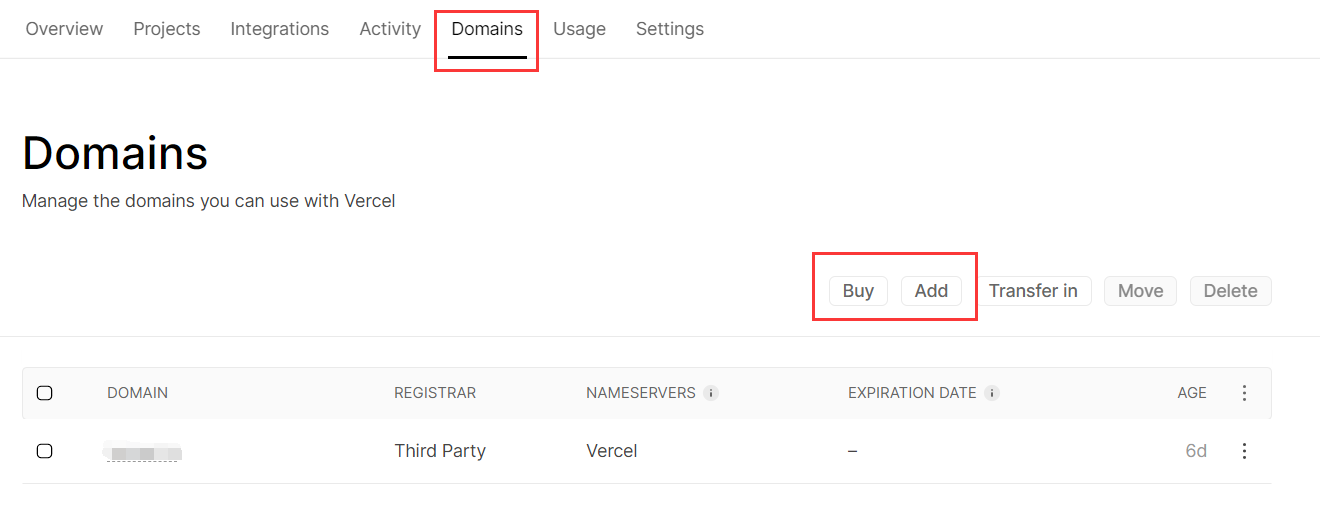 Overview Projects Integrations Activity Domains Usage Settings
Domains
Manage the domains you can use with Vercel
Buy Add Transfer in Move Delete
DOMAIN REGISTRAR NAMESERVERS EXPIRATION DATE AGE
Third Party Vercel – 6d